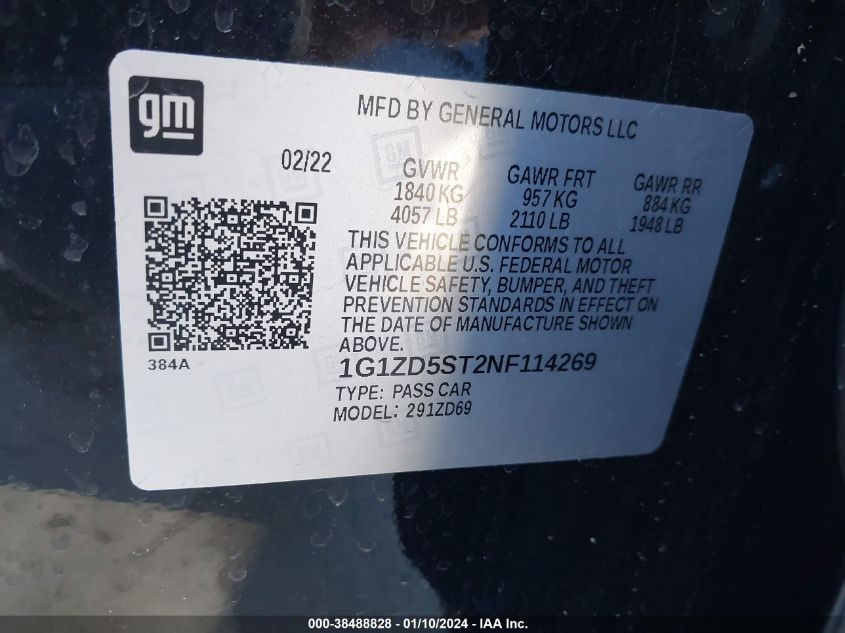 gm
MFD BY GENERAL MOTORS LLC
02/22
GVWR GAWR FRT GAWR RR
1840 KG 957 KG 884 KG
4057 LB 2110 LB 1948 LB
THIS VEHICLE CONFORMS TO ALL
APPLICABLE U.S. FEDERAL MOTOR
VEHICLE SAFETY, BUMPER, AND THEFT
PREVENTION STANDARDS IN EFFECT ON
THE DATE OF MANUFACTURE SHOWN
ABOVE.
384A
1G1ZD5ST2NF114269
TYPE: PASS CAR
MODEL: 291ZD69
000-38488828 - 01/10/2024 - IAA Inc.